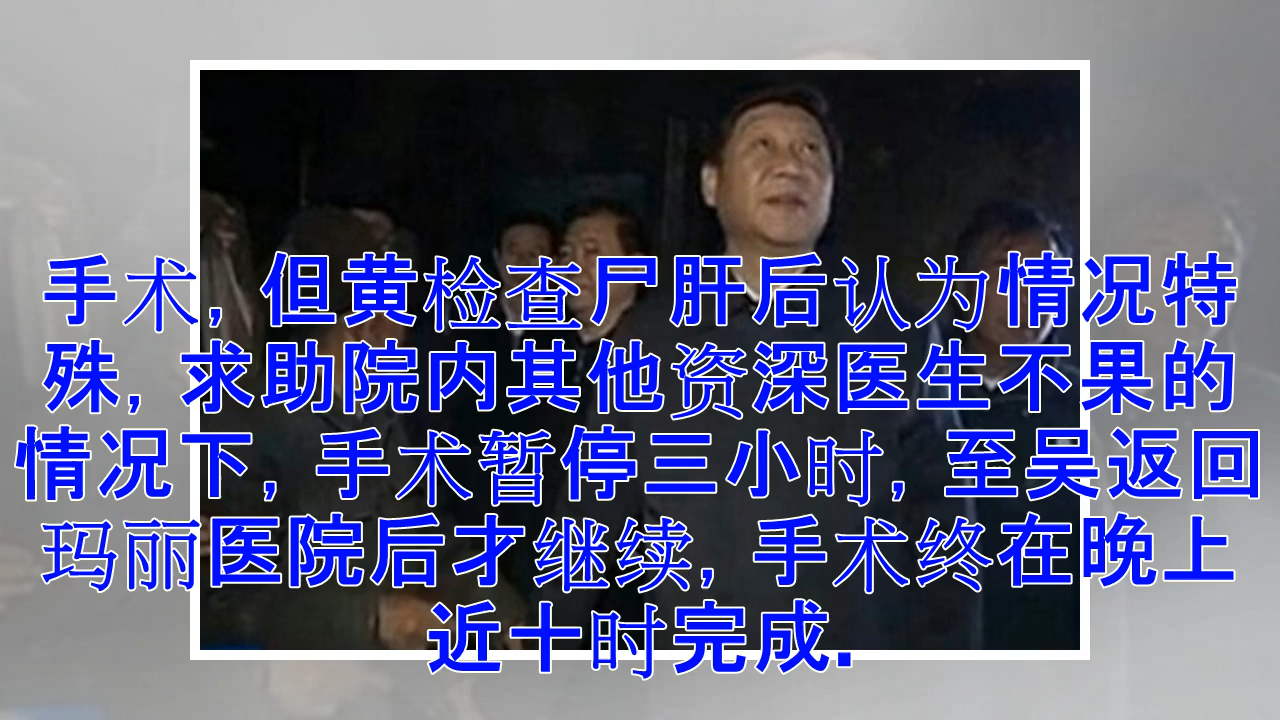 手术, 但黄检查尸肝后认为情况特
殊, 求助院内其他资深医生不果的
情况下, 手术暂停三小时, 至吴返回
玛丽医院后才继续, 手术终在晚上
近十时完成.